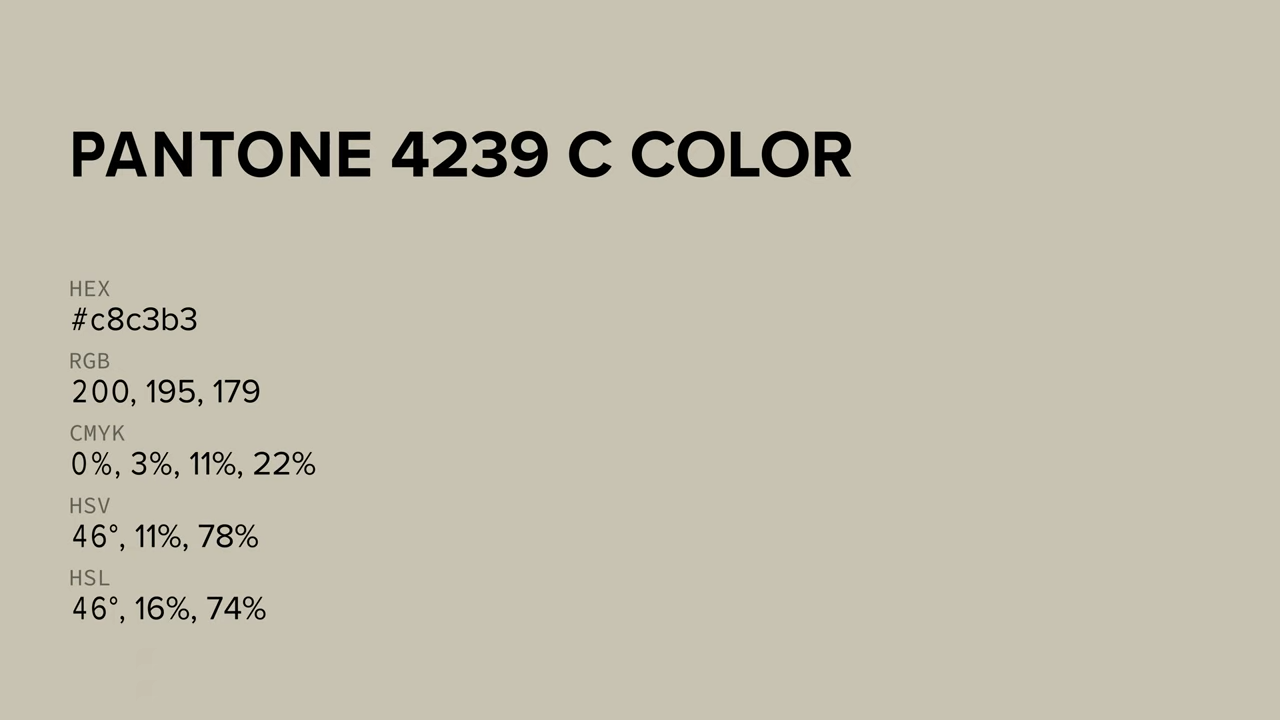 PANTONE 4239 C COLOR
HEX
#c8c3b3
RGB
200, 195, 179
CMYK
0%, 3%, 11%, 22%
HSV
46°, 11%, 78%
HSL
46°, 16%, 74%